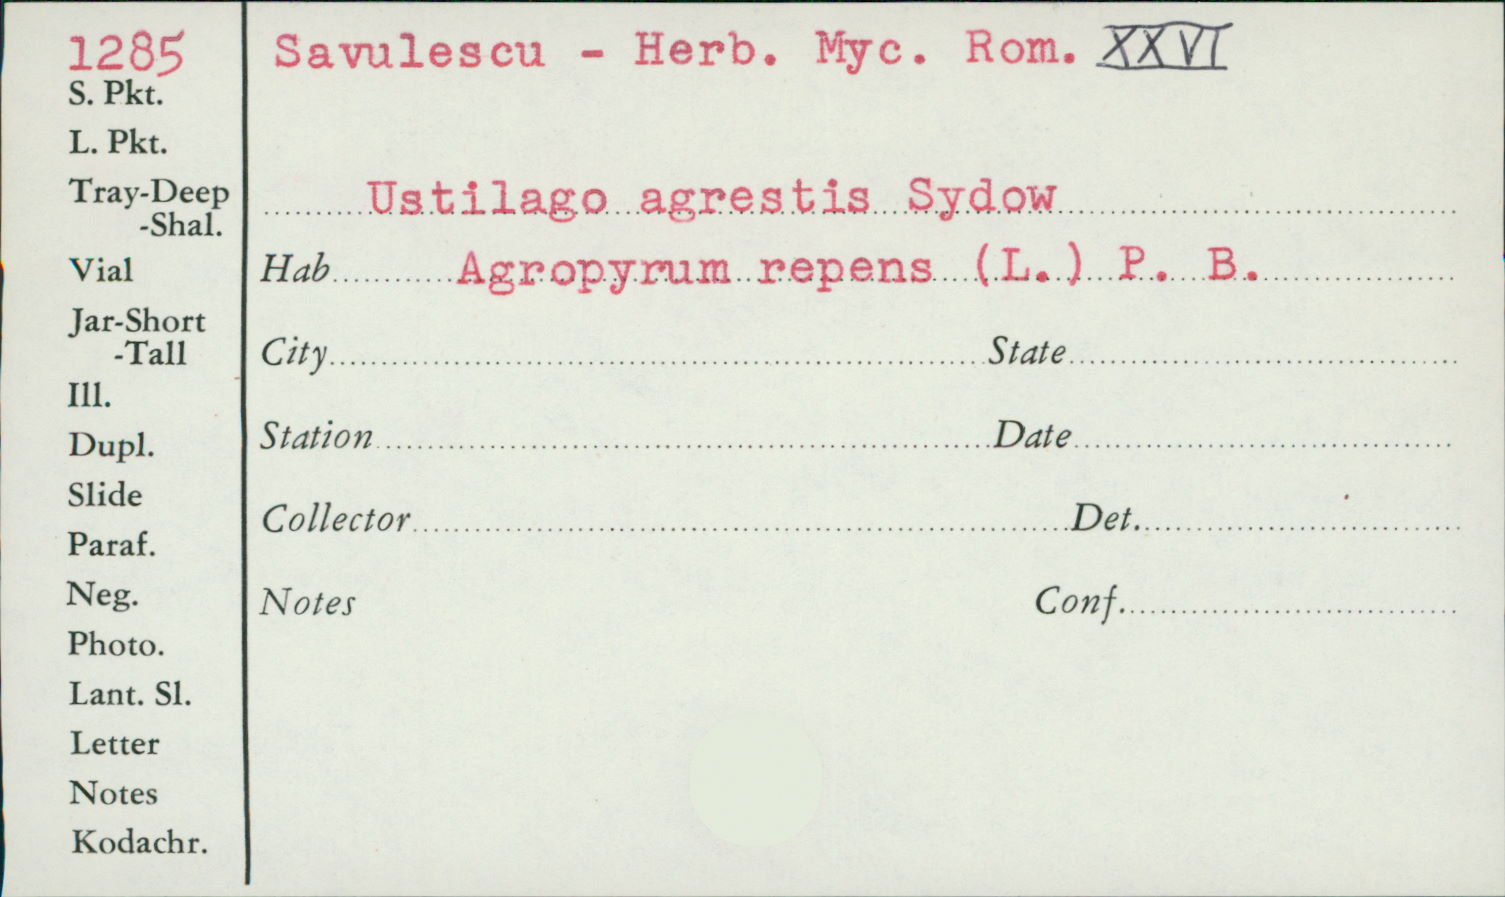 1285
Savulescu - Herb. Myc. Rom. XXVI
S. Pkt.
L. Pkt.
Tray-Deep
-Shal.
Vial
Jar-Short
-Tall
Ill.
Dupl.
Slide
Paraf.
Neg.
Photo.
Lant. Sl.
Letter
Notes
Kodachr.
Ustilago agrestis Sydow
Hab. Agropyrum repens (L.) P. B.
City State
Station Date
Collector Det.
Notes Conf.